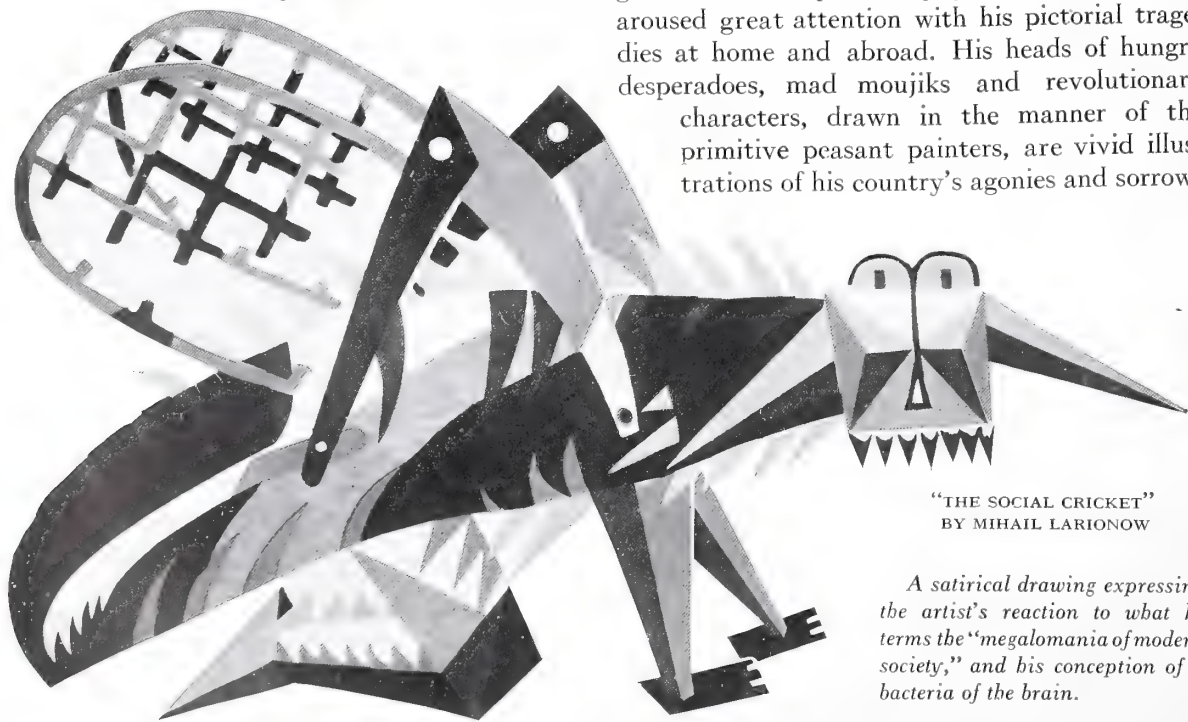 aroused great attention with his pictorial trage
dies at home and abroad. His heads of hungr
desperadoes, mad moujiks and revolutionar
characters, drawn in the manner of th
primitive peasant painters, are vivid illus
trations of his country's agonies and sorrow
"THE SOCIAL CRICKET"
BY MIHAIL LARIONOW
A satirical drawing expressin
the artist's reaction to what h
terms the "megalomania of moder
society," and his conception of
bacteria of the brain.